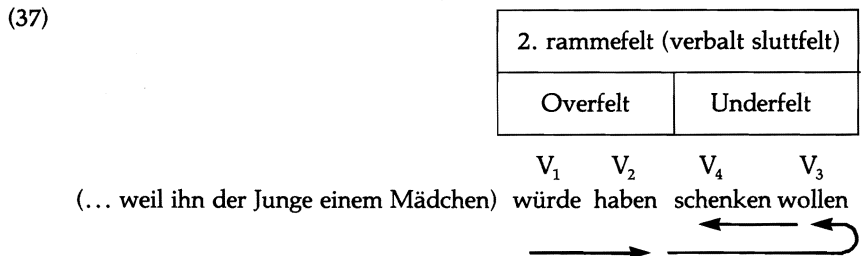 (37)
2. rammefelt (verbalt sluttfelt)
Overfelt Underfelt
V₁ V₂ V₄ V₃
(... weil ihn der Junge einem Mädchen) würde haben schenken wollen